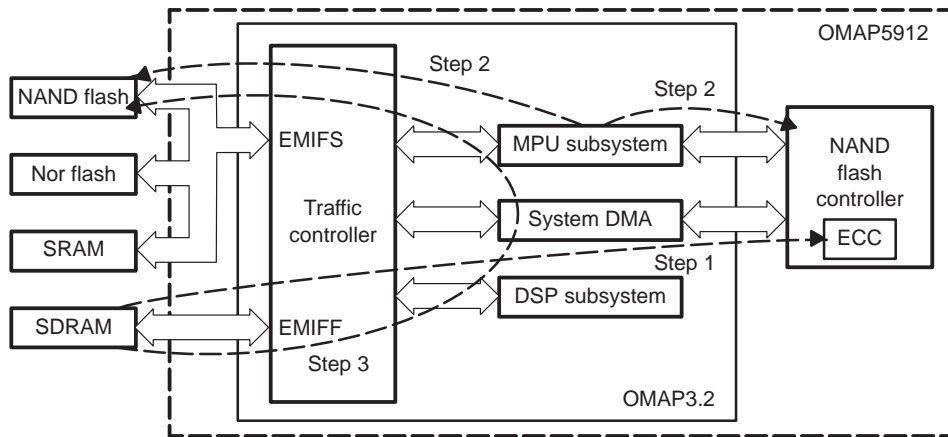 OMAP5912
Step 2
Step 2
NAND flash
EMIFS
MPU subsystem
NAND
flash
controller
Nor flash
Traffic
controller
System DMA
ECC
SRAM
Step 1
SDRAM
DSP subsystem
EMIFF
Step 3
OMAP3.2